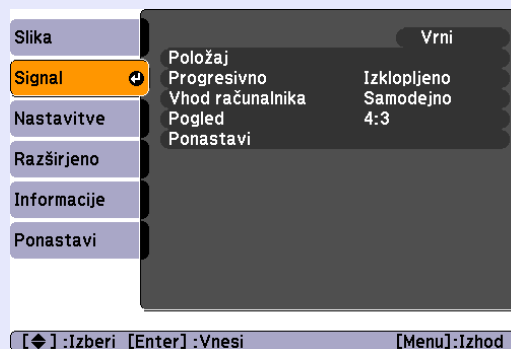 Slika
Signal
Nastavitve
Razširjeno
Informacije
Ponastavi
Vrni
Položaj
Progresivno Izklopljeno
Vhod računalnika Samodejno
Pogled 4:3
Ponastavi
[◆] :Izberi [Enter] :Vnesi [Menu]:Izhod